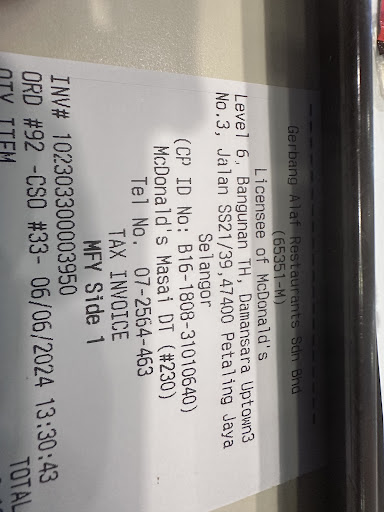 Gerbang Alaf Restaurants Sdn Bhd
(65351-M)
Licensee of McDonald's
Level 6, Bangunan TH, Damansara Uptown3
No.3, Jalan SS21/39,47400 Petaling Jaya
Selangor
(CP ID No: B16-1808-31010640)
McDonald's Masai DT (#230)
Tel No. 07-2564-463
TAX INVOICE
MFY Side 1
INV# 102303300003950
ORD #92 -CSO #33- 06/06/2024 13:30:43
QTY ITEM TOTAL